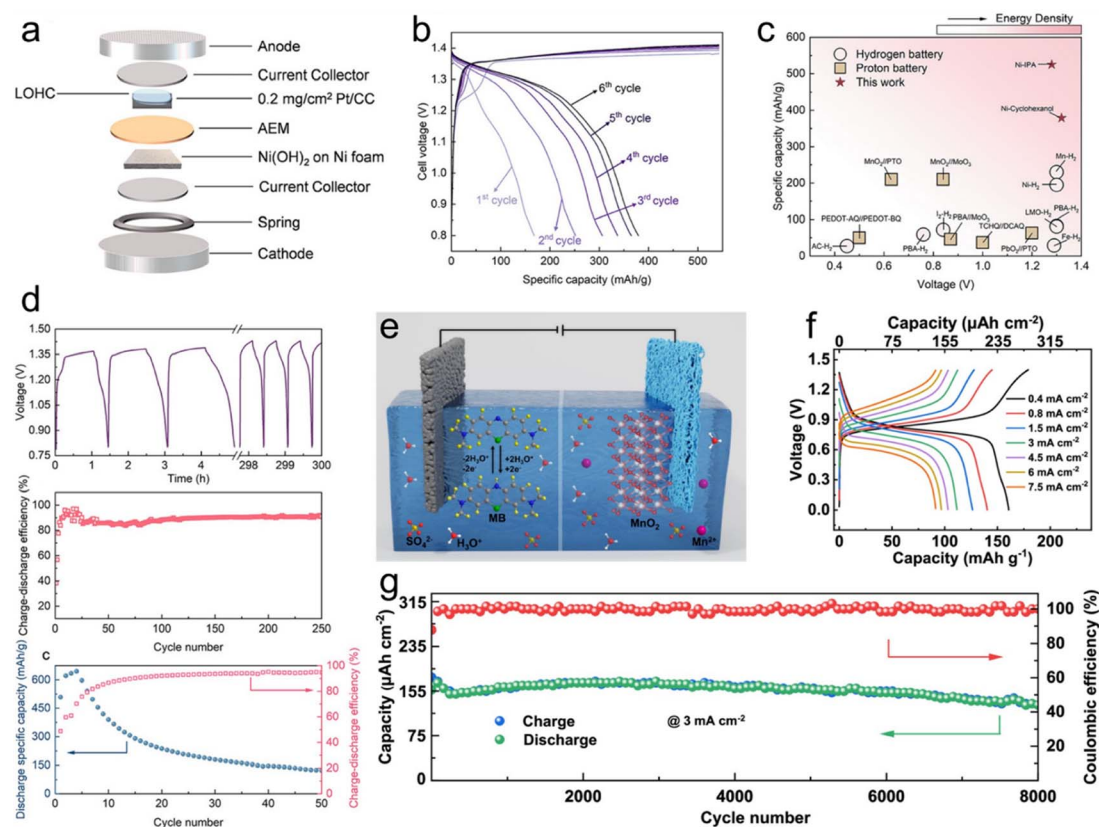 a
Anode
Current Collector
LOHC
0.2 mg/cm² Pt/CC
AEM
Ni(OH)₂ on Ni foam
Current Collector
Spring
Cathode
b
Cell voltage (V)
1.4
1.3
1.2
1.1
1.0
0.9
0.8
6th cycle
5th cycle
4th cycle
3rd cycle
2nd cycle
1st cycle
0 100 200 300 400 500
Specific capacity (mAh/g)
c
Energy Density
Specific capacity (mAh/g)
600
500
400
300
200
100
0
Hydrogen battery
Proton battery
This work
Ni-IPA
Ni-Cyclohexanol
MnO₂//PTO
MnO₂//MoO₃
Mn-H₂
Ni-H₂
PEDOT-AQ//PEDOT-BQ
I₂-H₂
PBA//MoO₃
LMO-H₂
PBA-H₂
TCHQ//DCAQ
AC-H₂
PBA-H₂
PbO₂//PTO
Fe-H₂
0.4 0.6 0.8 1.0 1.2 1.4
Voltage (V)
d
Voltage (V)
1.50
1.35
1.20
1.05
0.90
0.75
0 1 2 3 4 298 299 300
Time (h)
Charge-discharge efficiency (%)
100
80
60
40
20
0 50 100 150 200 250
Cycle number
c
Discharge specific capacity (mAh/g)
600
450
300
150
0
100
80
60
40
20
0
Charge-discharge efficiency (%)
0 10 20 30 40 50
Cycle number
e
-2H₃O⁺
-2e⁻
+2H₃O⁺
+2e⁻
MB
MnO₂
SO₄²⁻
H₃O⁺
Mn²⁺
f
Capacity (µAh cm⁻²)
0 75 155 235 315
Voltage (V)
1.8
1.2
0.6
0.0
0.4 mA cm⁻²
0.8 mA cm⁻²
1.5 mA cm⁻²
3 mA cm⁻²
4.5 mA cm⁻²
6 mA cm⁻²
7.5 mA cm⁻²
0 50 100 150 200
Capacity (mAh g⁻¹)
g
Capacity (µAh cm⁻²)
315
235
155
75
0
Charge
Discharge
@ 3 mA cm⁻²
100
80
60
40
20
Coulombic efficiency (%)
2000 4000 6000 8000
Cycle number